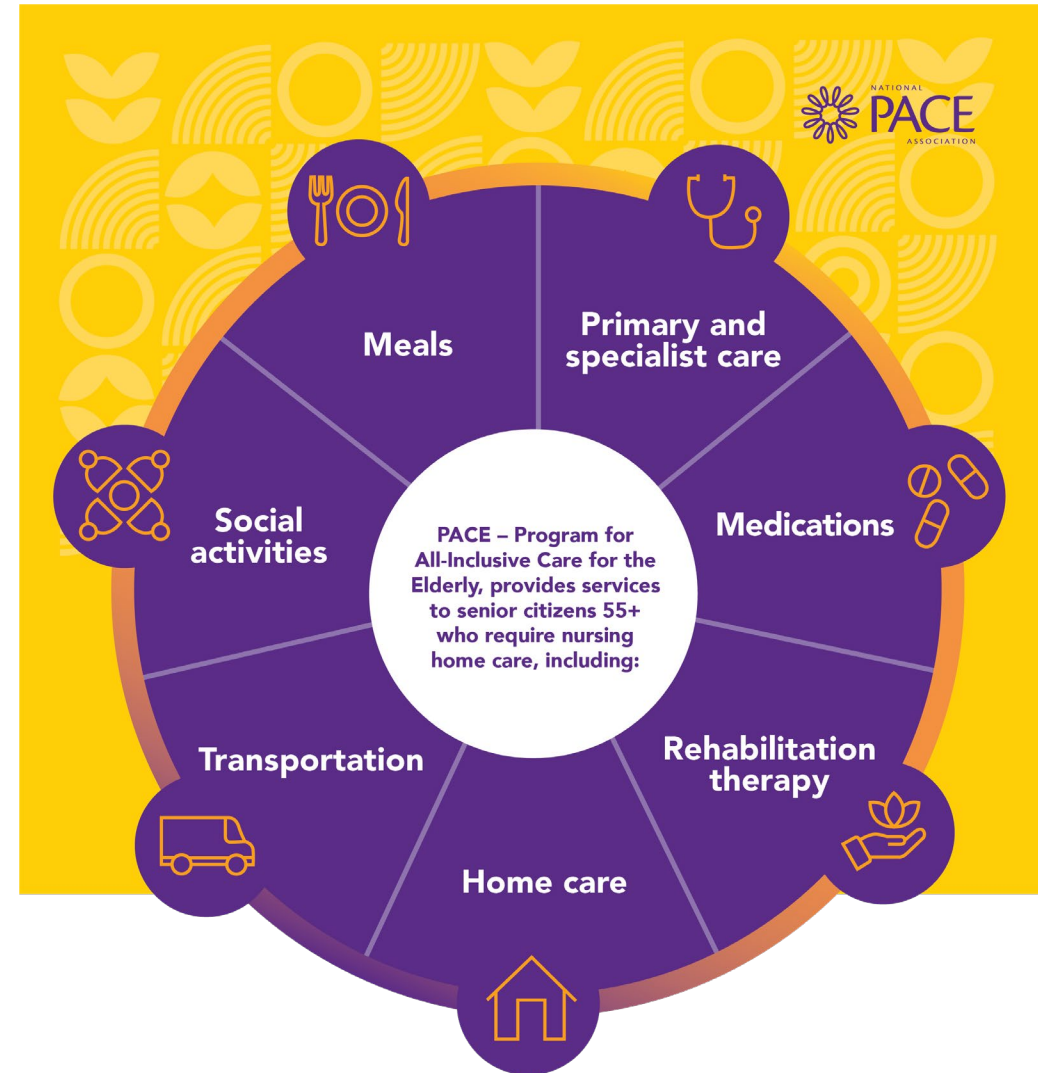 NATIONAL
PACE
ASSOCIATION
Meals
Primary and
specialist care
Social
activities
PACE – Program for
All-Inclusive Care for the
Elderly, provides services
to senior citizens 55+
who require nursing
home care, including:
Medications
Transportation
Rehabilitation
therapy
Home care